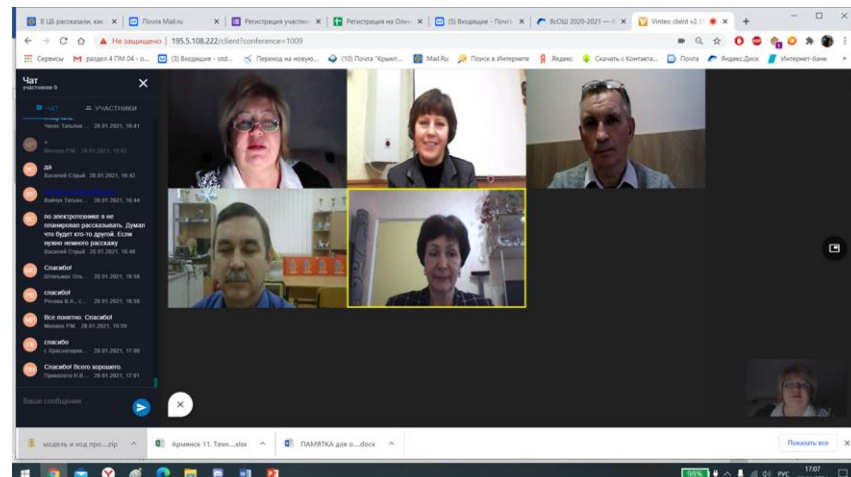 В ЦБ рассказали, как
Почта Mail.ru
Регистрация участни
Регистрация на Олим
(5) Входящие - Почта
ВсОШ 2020-2021 —
Vinteo client v2.
Не защищено | 195.5.108.222/client?conference=1009
Сервисы
М раздел 4 ПМ 04 - о...
(3) Входящие - otd...
Переход на новую...
(10) Почта "Крымт...
Mail.Ru
Поиск в Интернете
Яндекс
Скачать с Контакта...
Почта
Яндекс.Диск
Интернет-банк
Чат
участников 9
ЧАТ
УЧАСТНИКИ
28.01.2021, 16:41
+
Михаял Р.М. 28.01.2021, 16:42
да
Василий Стрый 28.01.2021, 16:42
28.01.2021, 16:44
по электротехнике я не
планировал рассказывать. Думал
что будет кто-то другой. Если
нужно немного расскажу
Василий Стрый 28.01.2021, 16:49
Спасибо!
28.01.2021, 16:58
спасибо!
28.01.2021, 16:58
Все понятно. Спасибо!
28.01.2021, 16:59
спасибо
28.01.2021, 17:00
Спасибо! Всего хорошего.
28.01.2021, 17:01
Ваше сообщение
модель и ход про....zip
Армянск 11. Техн...xlsx
ПАМЯТКА для о....docx
Показать все
98%
РУС
17:07